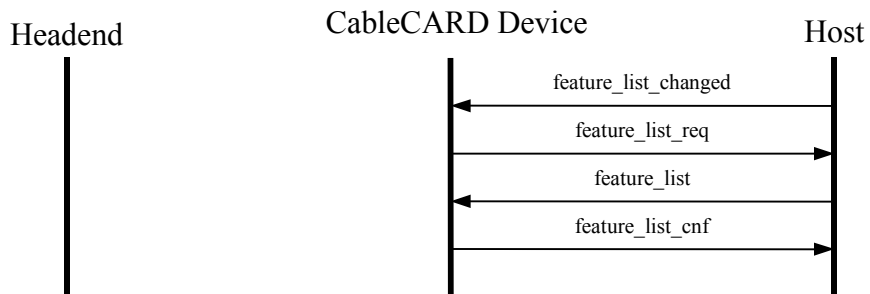 Headend
CableCARD Device
Host
feature_list_changed
feature_list_req
feature_list
feature_list_cnf